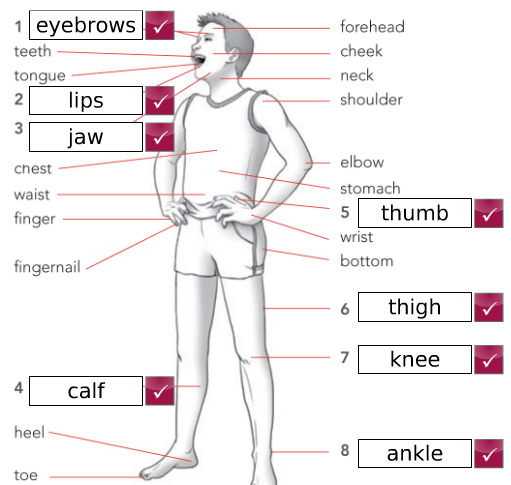 1 eyebrows
teeth
tongue
2 lips
3 jaw
chest
waist
finger
fingernail
4 calf
heel
toe
forehead
cheek
neck
shoulder
elbow
stomach
5 thumb
wrist
bottom
6 thigh
7 knee
8 ankle